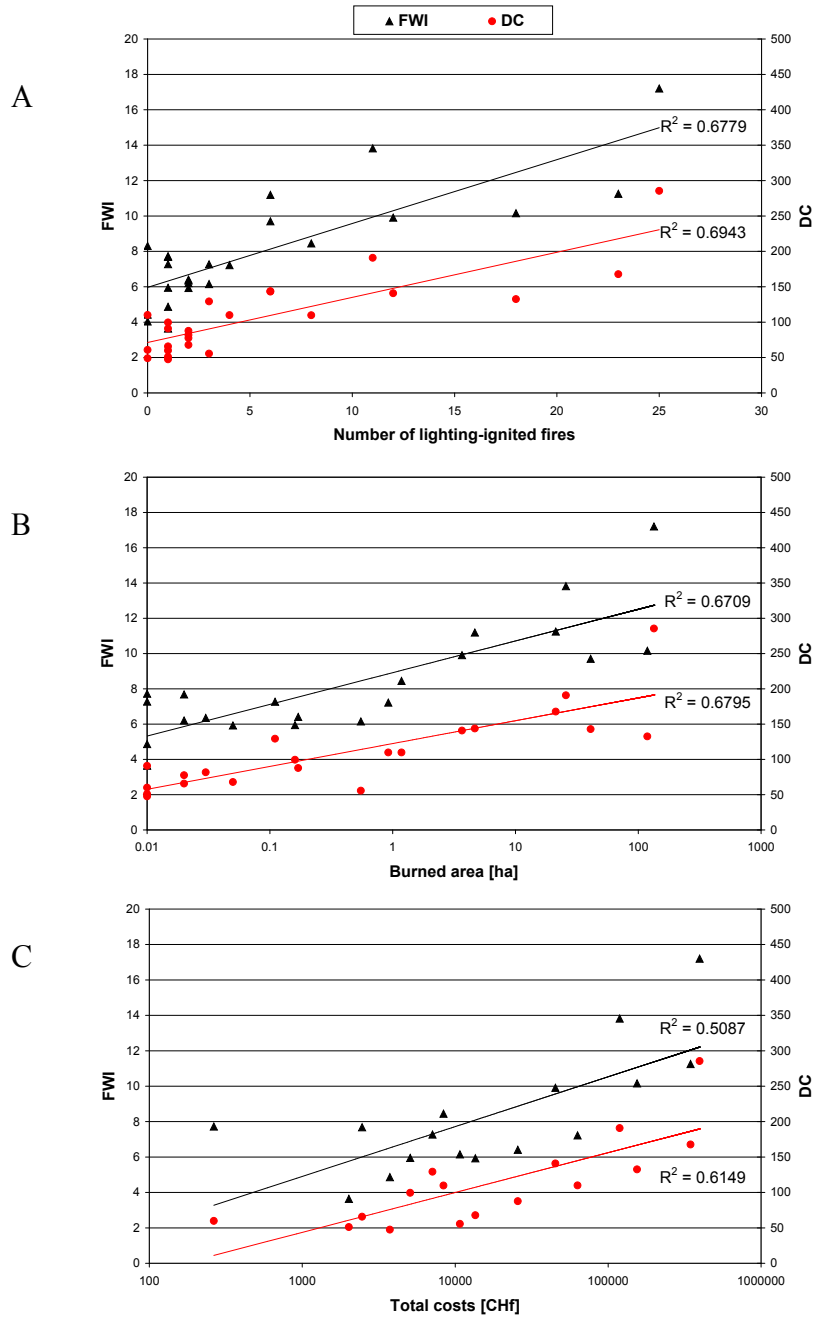 FWI DC
A
20 500
18 450
16 400
14 350
12 300
10 250
8 200
6 150
4 100
2 50
0 0
FWI
DC
R² = 0.6779
R² = 0.6943
0 5 10 15 20 25 30
Number of lighting-ignited fires
B
20 500
18 450
16 400
14 350
12 300
10 250
8 200
6 150
4 100
2 50
0 0
FWI
DC
R² = 0.6709
R² = 0.6795
0.01 0.1 1 10 100 1000
Burned area [ha]
C
20 500
18 450
16 400
14 350
12 300
10 250
8 200
6 150
4 100
2 50
0 0
FWI
DC
R² = 0.5087
R² = 0.6149
100 1000 10000 100000 1000000
Total costs [CHf]